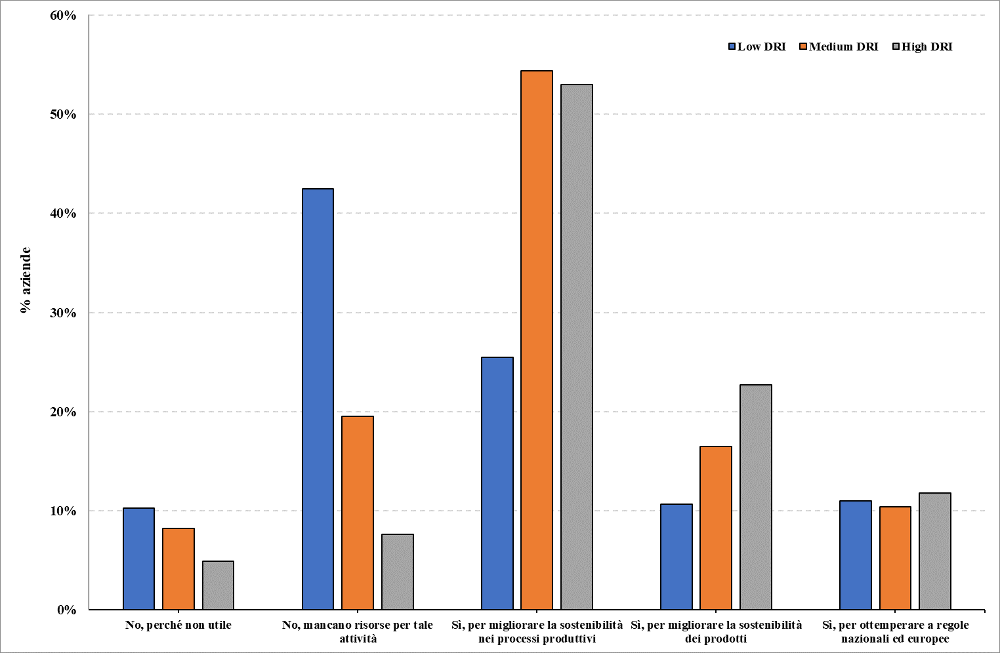 60%
Low DRI Medium DRI High DRI
50%
40%
% aziende
30%
20%
10%
0%
No, perché non utile
No, mancano risorse per tale
attività
Sì, per migliorare la sostenibilità
nei processi produttivi
Sì, per migliorare la sostenibilità
dei prodotti
Sì, per ottemperare a regole
nazionali ed europee